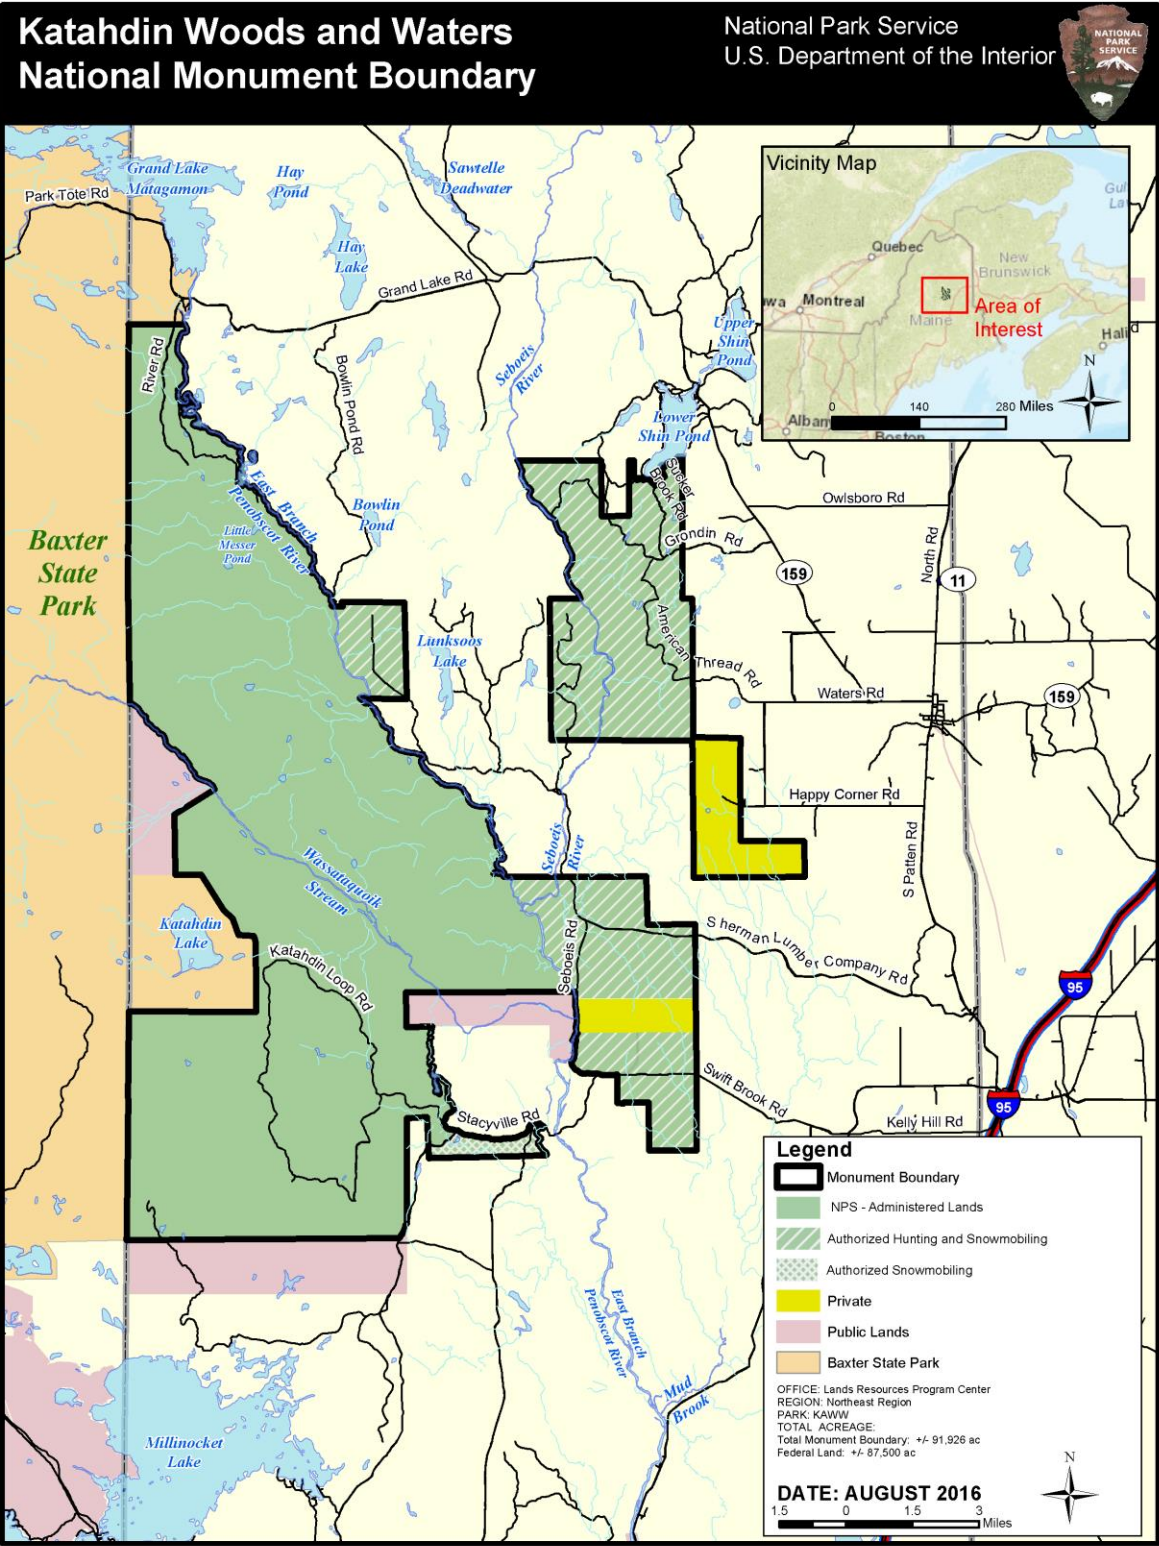 Katahdin Woods and Waters
National Monument Boundary
National Park Service
U.S. Department of the Interior
NATIONAL
PARK
SERVICE
Vicinity Map
Quebec
Montreal
New
Brunswick
Maine
Area of
Interest
Gul
La
wa
Hali
d
Alban
Boston
N
0 140 280 Miles
Park Tote Rd
Grand Lake
Matagamon
Hay
Pond
Sawtelle
Deadwater
Hay
Lake
Grand Lake Rd
River Rd
Bowlin Pond Rd
Seboeis
River
Upper
Shin
Pond
Lower
Shin Pond
Sucker
Brook Rd
Grondin Rd
Owlsboro Rd
North Rd
159
11
East Branch
Penobscot River
Little
Messer
Pond
Bowlin
Pond
Baxter
State
Park
Lunksoos
Lake
American Thread Rd
Waters Rd
159
Happy Corner Rd
S Patten Rd
Seboeis
River
Wassataquoik
Stream
Katahdin
Lake
Katahdin Loop Rd
Seboeis Rd
Sherman Lumber Company Rd
95
95
Swift Brook Rd
Kelly Hill Rd
Stacyville Rd
East Branch
Penobscot River
Mud
Brook
Millinocket
Lake
Legend
Monument Boundary
NPS - Administered Lands
Authorized Hunting and Snowmobiling
Authorized Snowmobiling
Private
Public Lands
Baxter State Park
OFFICE: Lands Resources Program Center
REGION: Northeast Region
PARK: KAWW
TOTAL ACREAGE:
Total Monument Boundary: +/- 91,926 ac
Federal Land: +/- 87,500 ac
N
DATE: AUGUST 2016
1.5 0 1.5 3
Miles